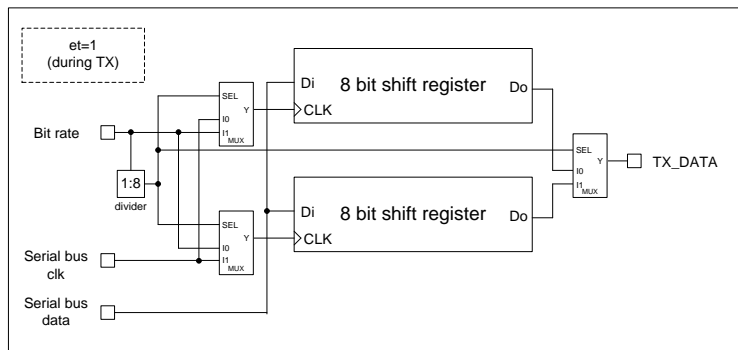 et=1
(during TX)
8 bit shift register
Di
Do
CLK
SEL
I0
I1
MUX
Y
Bit rate
1:8
divider
SEL
I0
I1
MUX
Y
TX_DATA
8 bit shift register
Di
Do
CLK
SEL
I0
I1
MUX
Y
Serial bus
clk
Serial bus
data